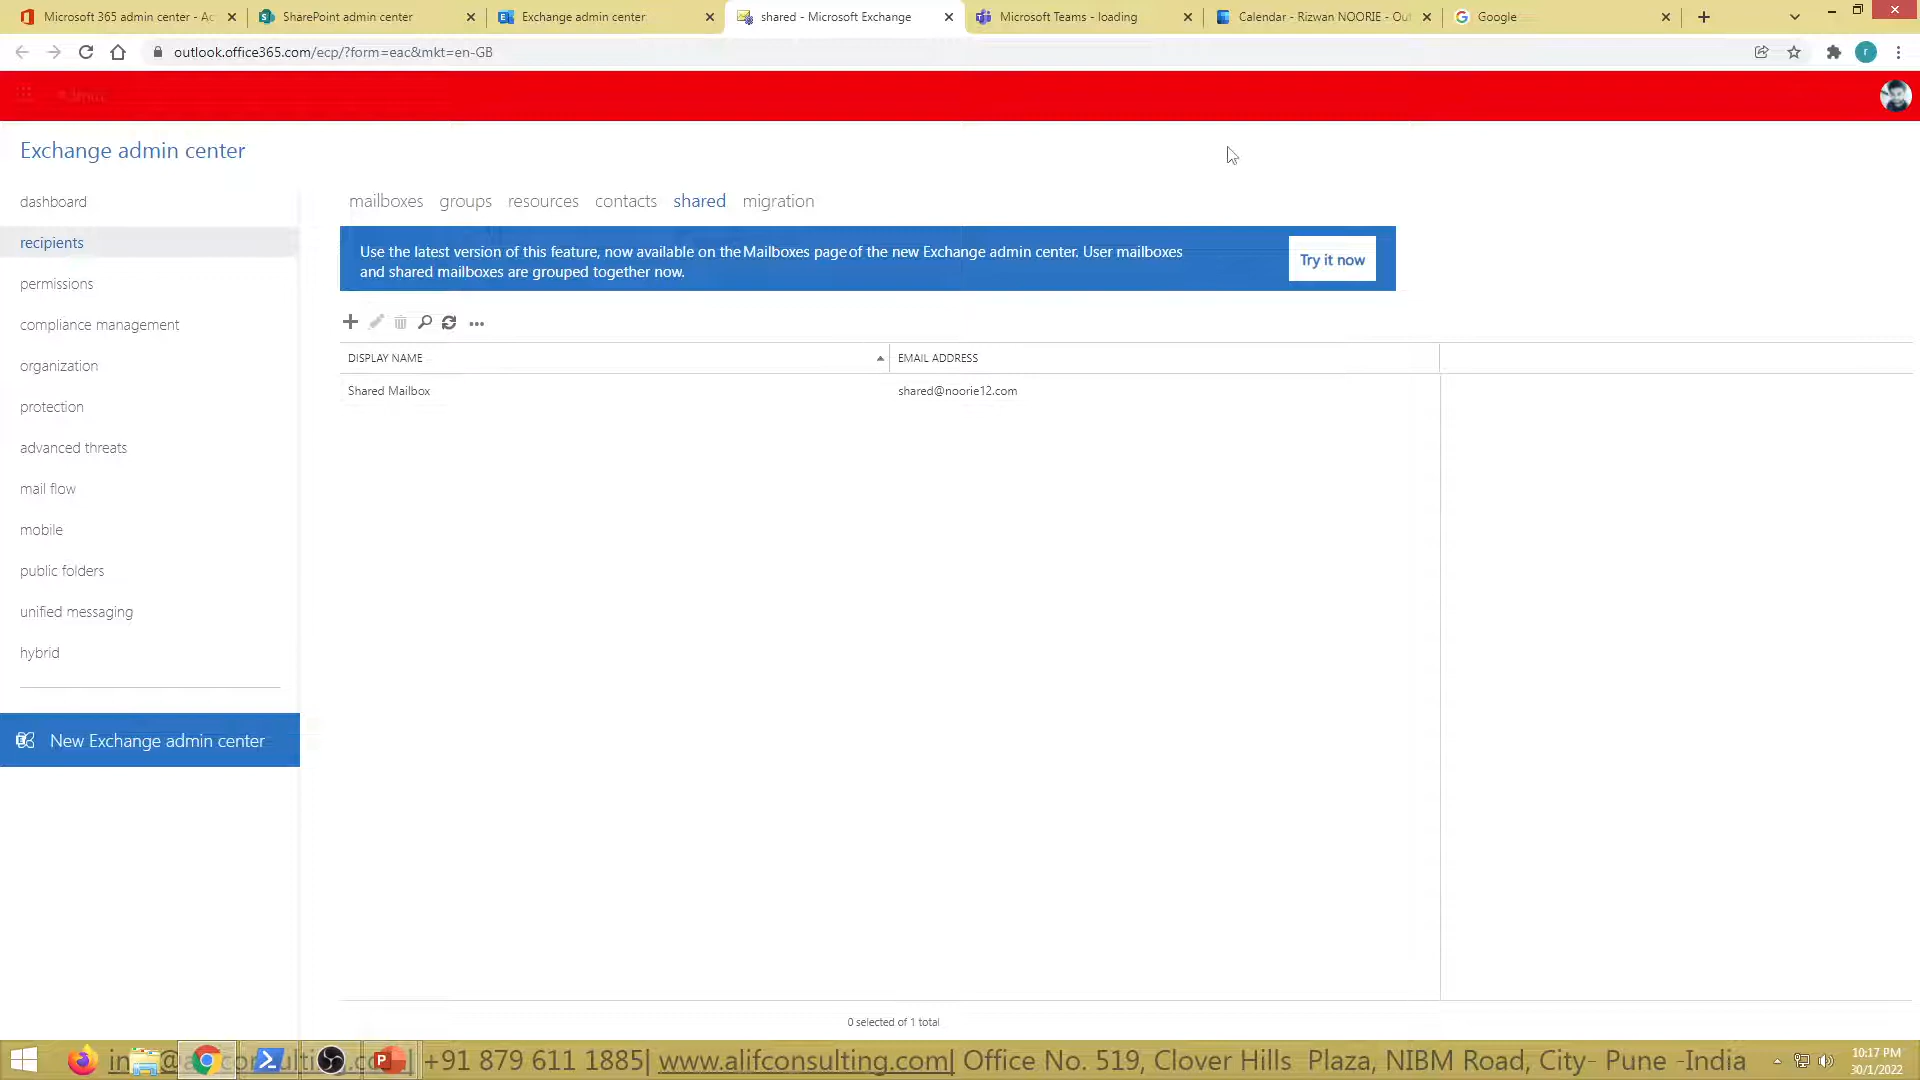 Microsoft 365 admin center - Ac
SharePoint admin center
Exchange admin center
shared - Microsoft Exchange
Microsoft Teams - loading
Calendar - Rizwan NOORIE - Out
Google
outlook.office365.com/ecp/?form=eac&mkt=en-GB
r
Exchange admin center
dashboard
recipients
permissions
compliance management
organization
protection
advanced threats
mail flow
mobile
public folders
unified messaging
hybrid
New Exchange admin center
mailboxes groups resources contacts shared migration
Use the latest version of this feature, now available on the Mailboxes page of the new Exchange admin center. User mailboxes
and shared mailboxes are grouped together now.
Try it now
DISPLAY NAME
EMAIL ADDRESS
Shared Mailbox
shared@noorie12.com
0 selected of 1 total
+91 879 611 1885| www.alifconsulting.com| Office No. 519, Clover Hills Plaza, NIBM Road, City- Pune -India
10:17 PM
30/1/2022